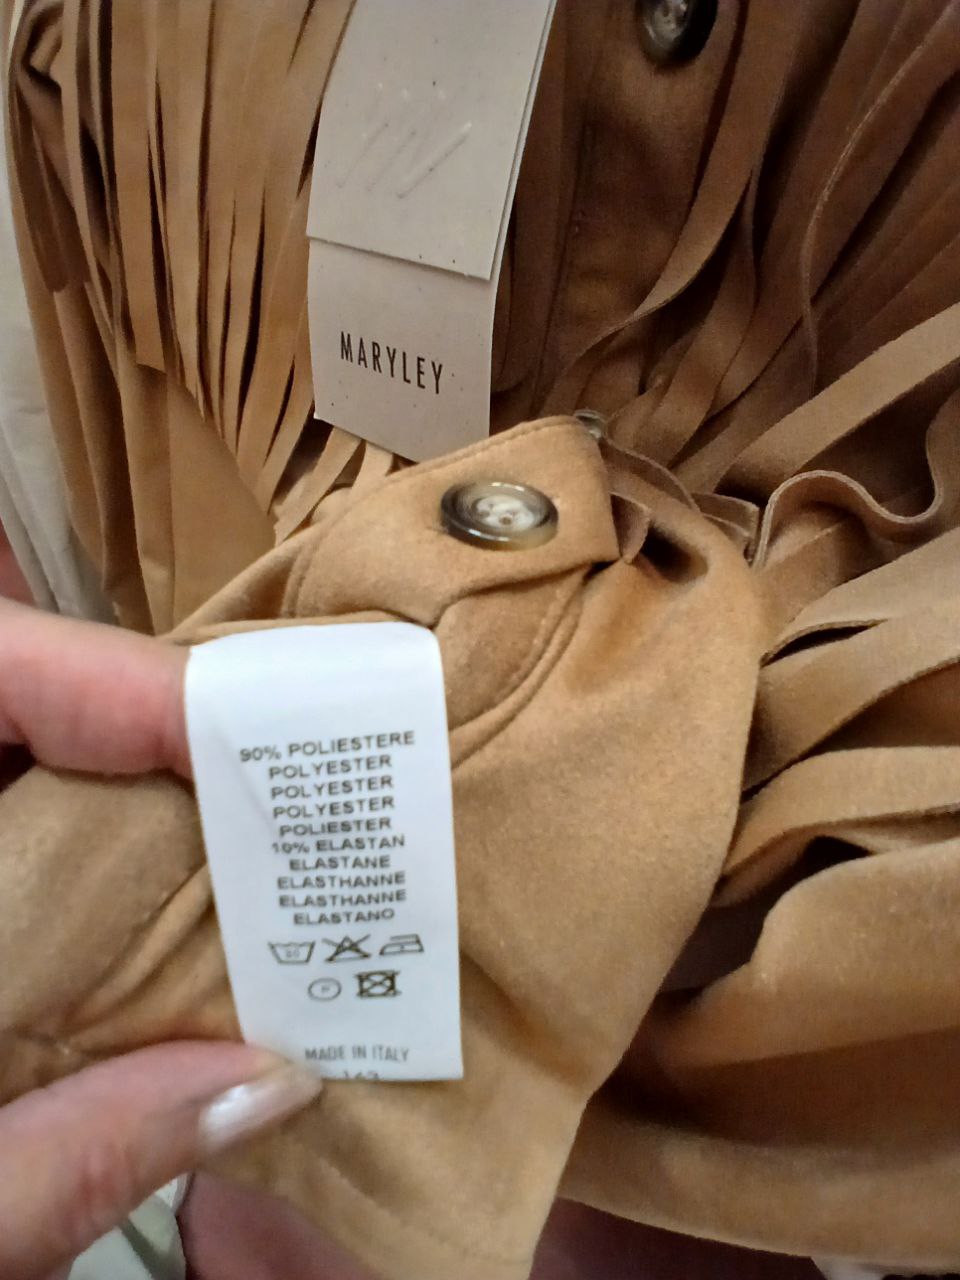 MARYLEY
90% POLIESTERE
POLYESTER
POLYESTER
POLYESTER
POLIESTER
10% ELASTAN
ELASTANE
ELASTHANNE
ELASTHANNE
ELASTANO
MADE IN ITALY